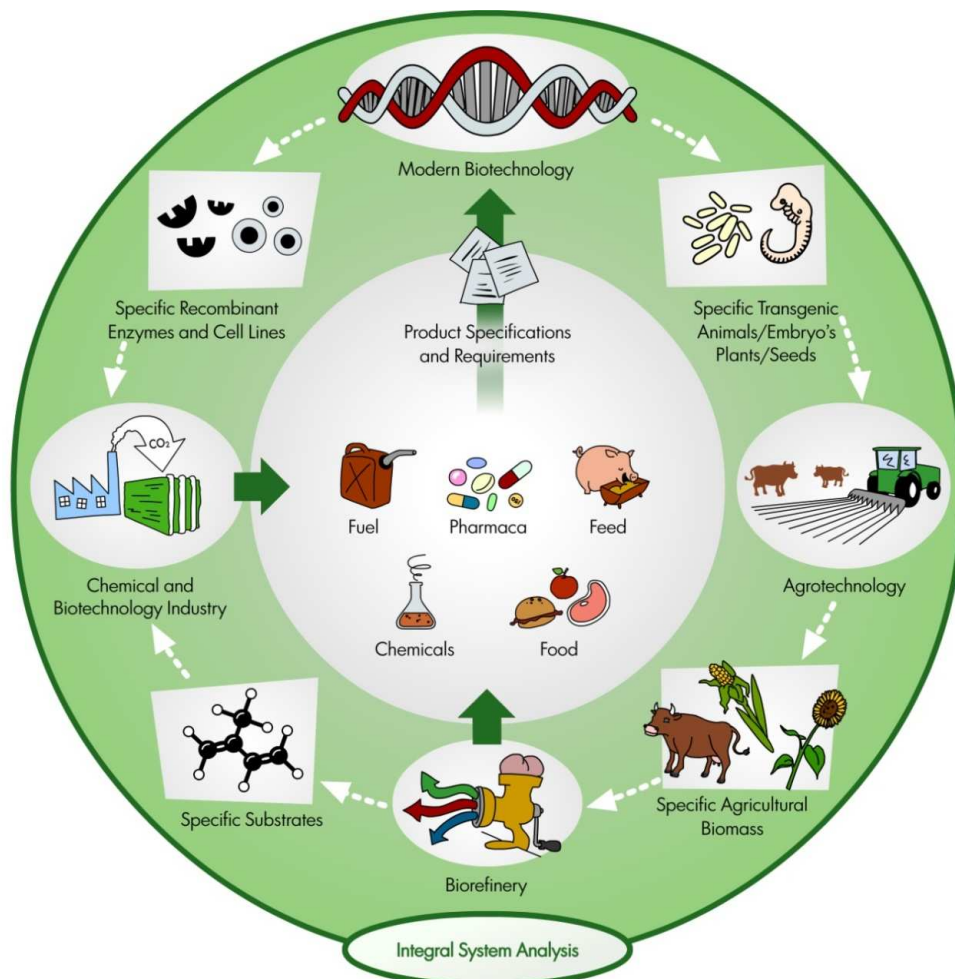 Modern Biotechnology
Specific Recombinant
Enzymes and Cell Lines
Product Specifications
and Requirements
Specific Transgenic
Animals/Embryo's
Plants/Seeds
CO2
Fuel
Pharmaca
Feed
Chemical and
Biotechnology Industry
Agrotechnology
Chemicals
Food
Specific Substrates
Specific Agricultural
Biomass
Biorefinery
Integral System Analysis